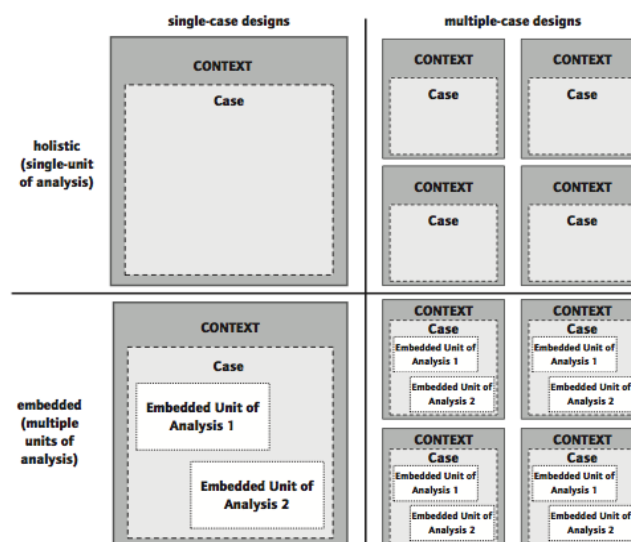 single-case designs
multiple-case designs
holistic
(single-unit
of analysis)
CONTEXT
Case
CONTEXT
Case
CONTEXT
Case
CONTEXT
Case
CONTEXT
Case
embedded
(multiple
units of
analysis)
CONTEXT
Case
Embedded Unit of
Analysis 1
Embedded Unit of
Analysis 2
CONTEXT
Case
Embedded Unit of
Analysis 1
Embedded Unit of
Analysis 2
CONTEXT
Case
Embedded Unit of
Analysis 1
Embedded Unit of
Analysis 2
CONTEXT
Case
Embedded Unit of
Analysis 1
Embedded Unit of
Analysis 2
CONTEXT
Case
Embedded Unit of
Analysis 1
Embedded Unit of
Analysis 2